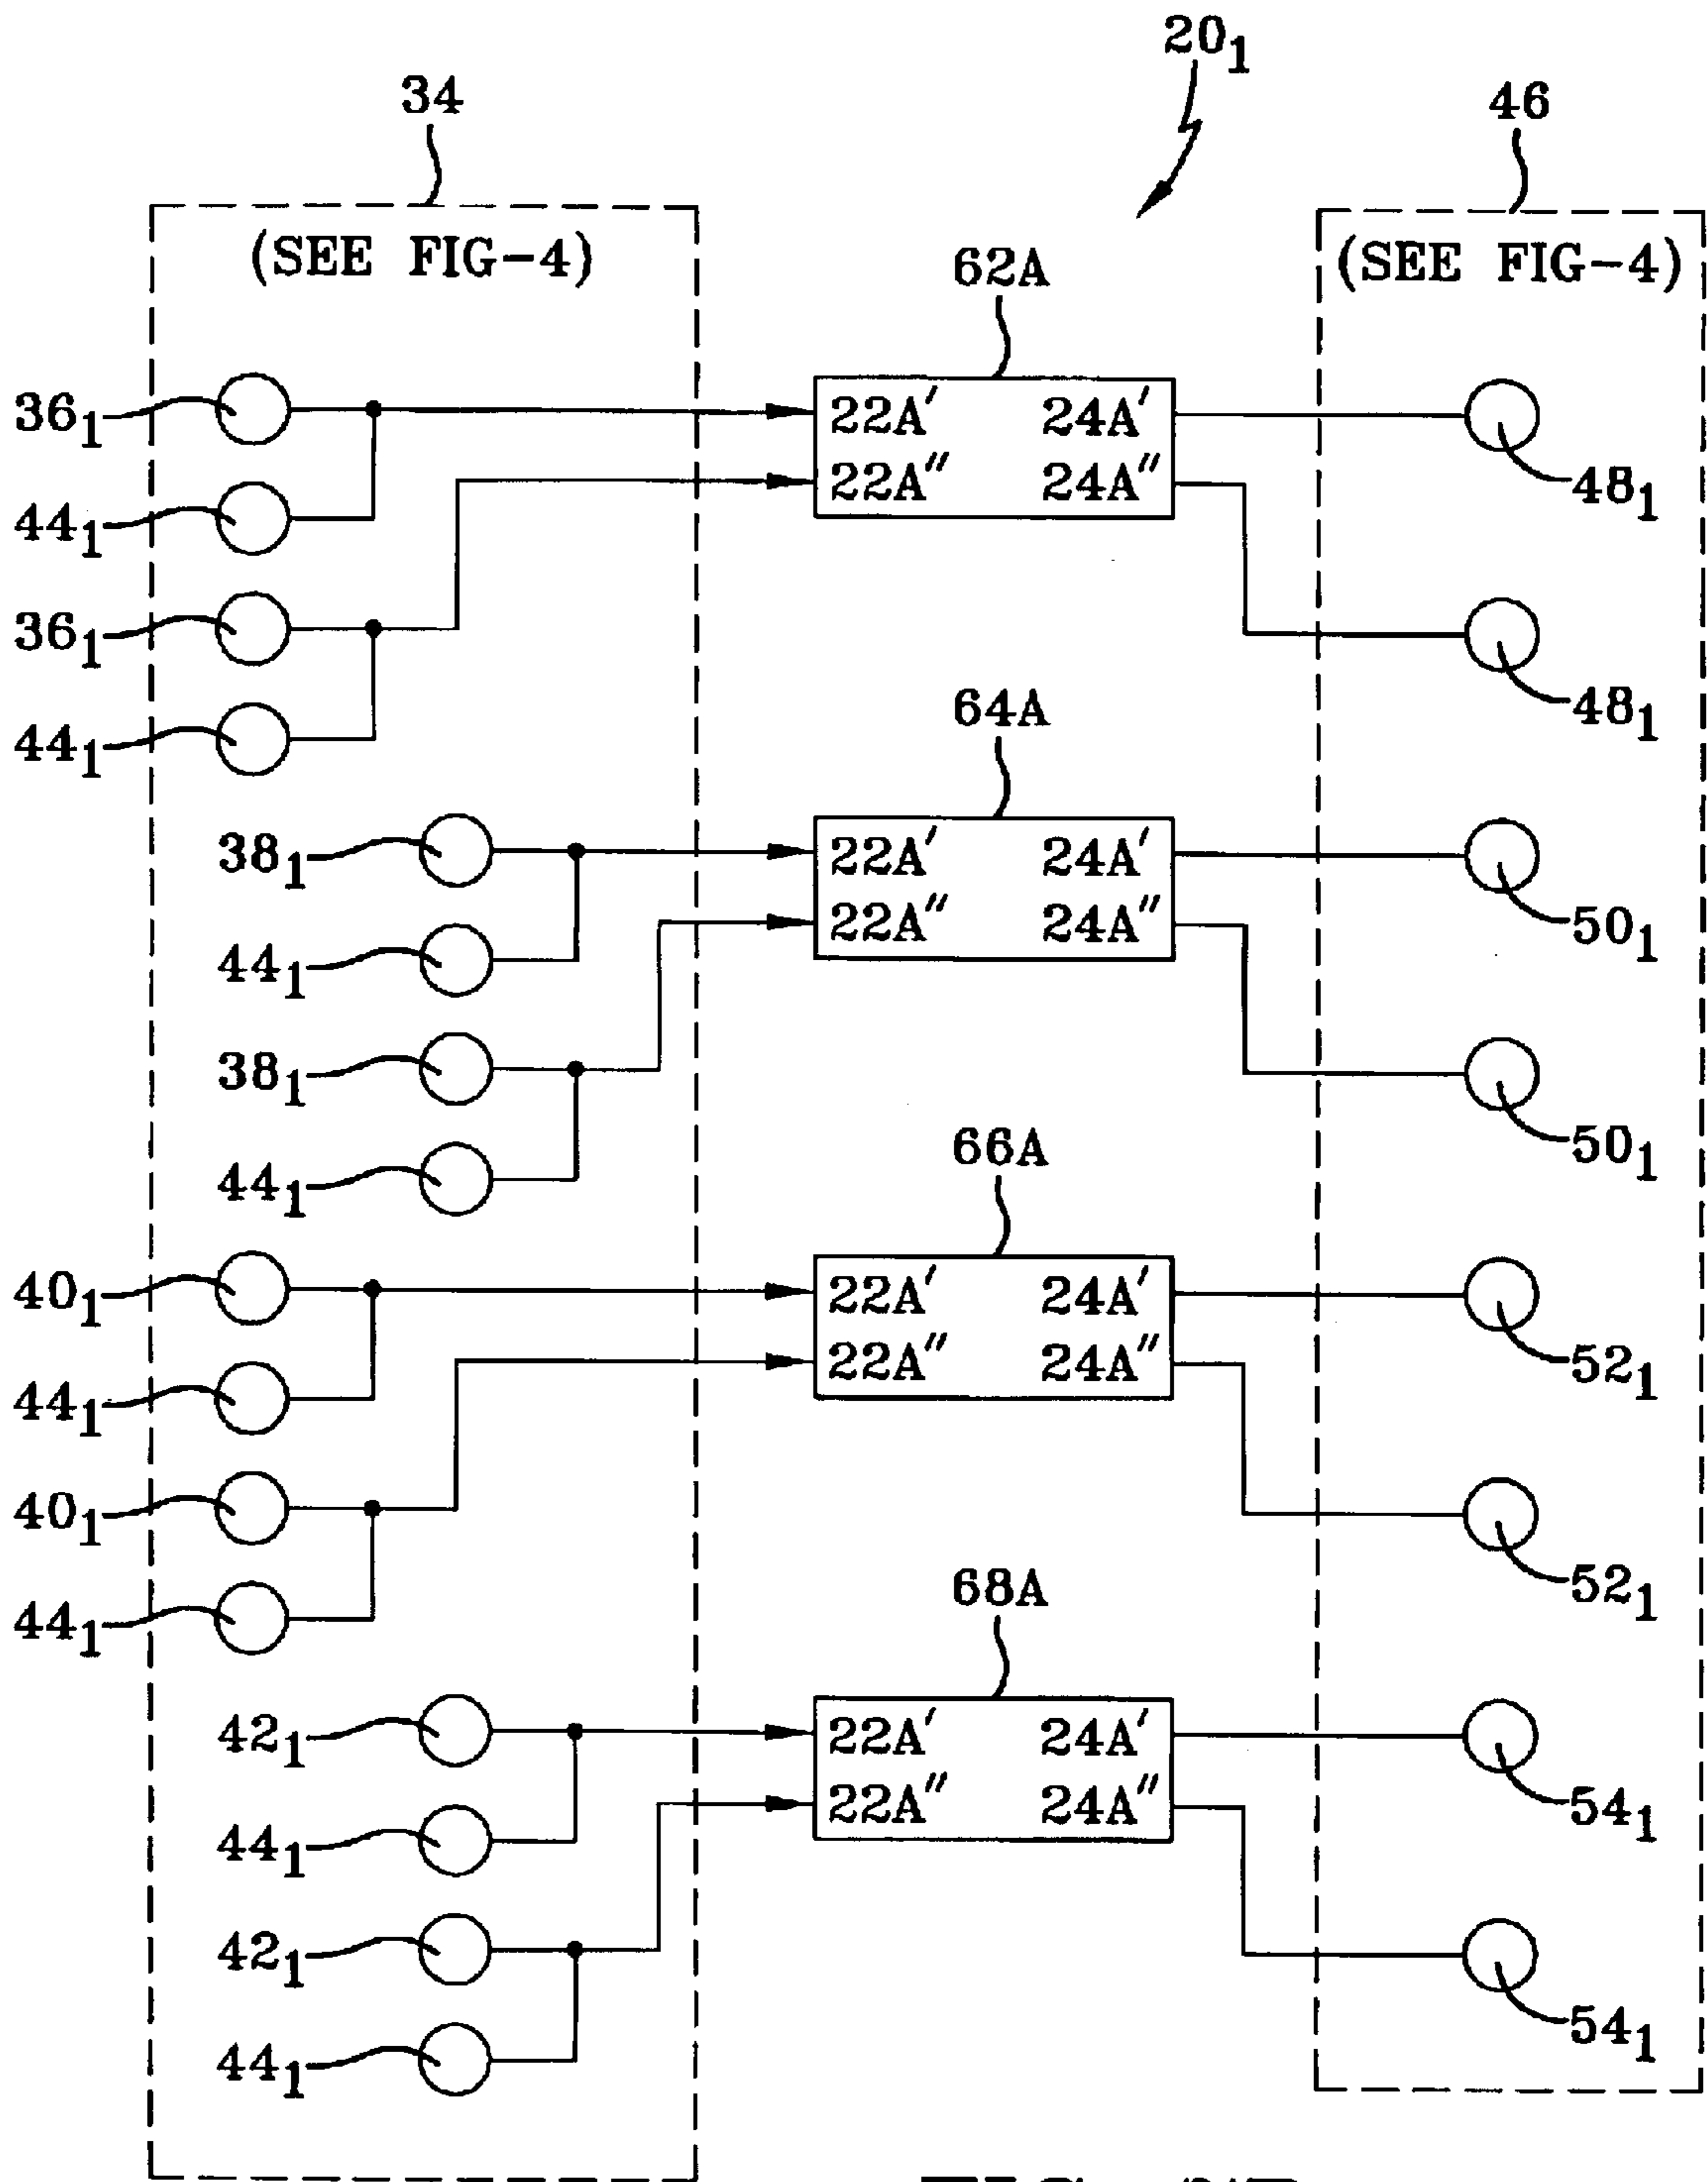 20₁
34
46
(SEE FIG-4)
(SEE FIG-4)
62A
36₁
22A′ 24A′
48₁
22A″ 24A″
44₁
36₁
48₁
64A
44₁
38₁
22A′ 24A′
50₁
22A″ 24A″
44₁
38₁
50₁
66A
44₁
40₁
22A′ 24A′
52₁
22A″ 24A″
44₁
40₁
52₁
68A
44₁
42₁
22A′ 24A′
54₁
22A″ 24A″
44₁
42₁
54₁
44₁